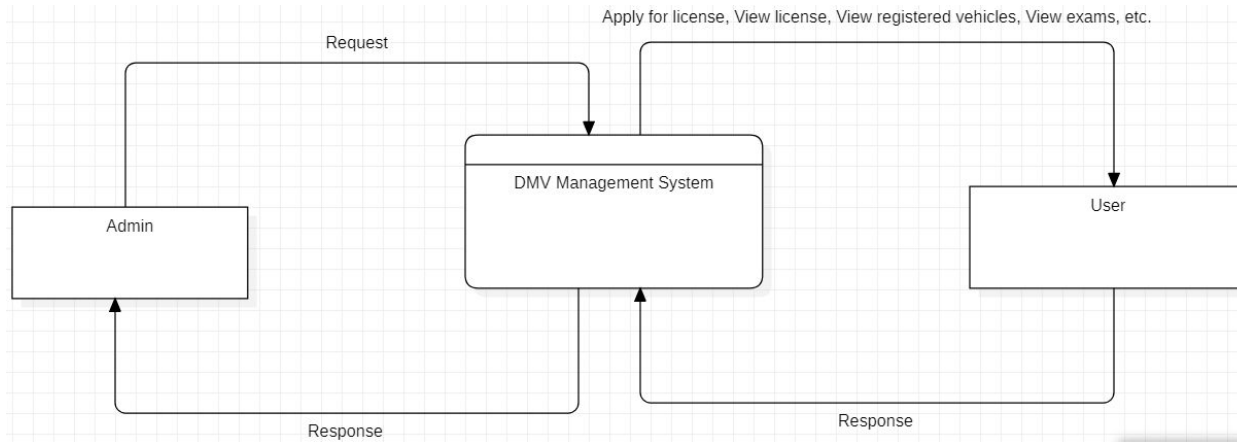 Apply for license, View license, View registered vehicles, View exams, etc.
Request
DMV Management System
Admin
User
Response
Response